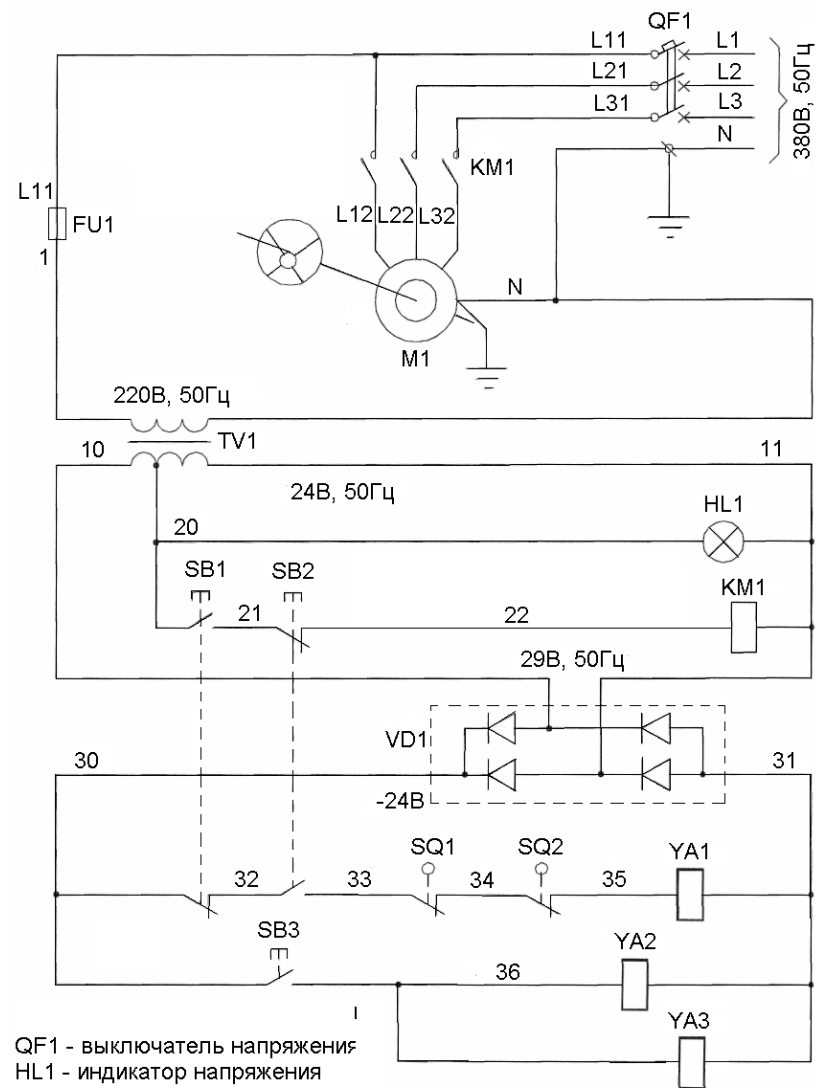 QF1
L11
L1
L21
L2
L31
L3
N
380В, 50Гц
KM1
L11
FU1
1
L12
L22
L32
N
M1
220В, 50Гц
TV1
10
11
24В, 50Гц
HL1
20
SB1
SB2
KM1
21
22
29В, 50Гц
VD1
30
31
-24В
SQ1
SQ2
YA1
32
33
34
35
SB3
YA2
36
YA3
QF1 - выключатель напряжения
HL1 - индикатор напряжения